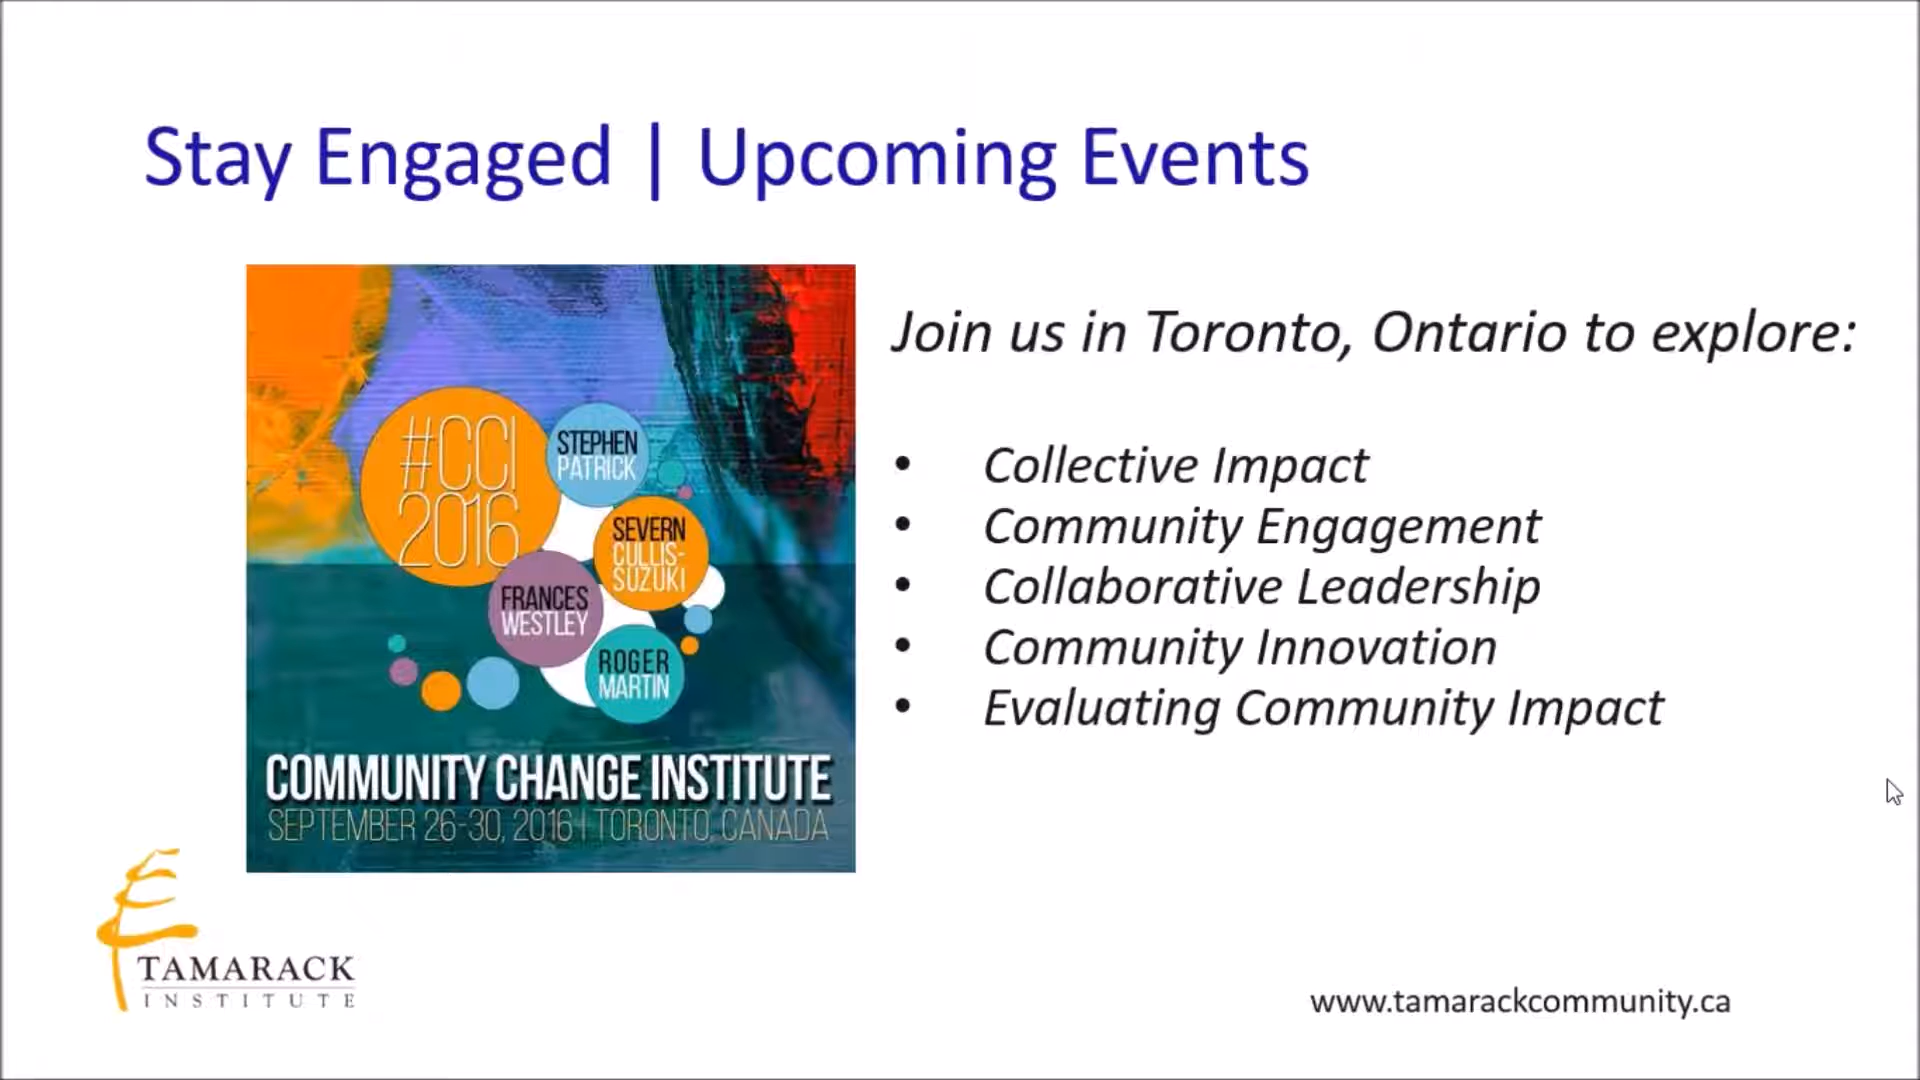 Stay Engaged | Upcoming Events
#CCI
2016
STEPHEN
PATRICK
SEVERN
CULLIS-
SUZUKI
FRANCES
WESTLEY
ROGER
MARTIN
COMMUNITY CHANGE INSTITUTE
SEPTEMBER 26-30, 2016 | TORONTO, CANADA
Join us in Toronto, Ontario to explore:
• Collective Impact
• Community Engagement
• Collaborative Leadership
• Community Innovation
• Evaluating Community Impact
TAMARACK
INSTITUTE
www.tamarackcommunity.ca